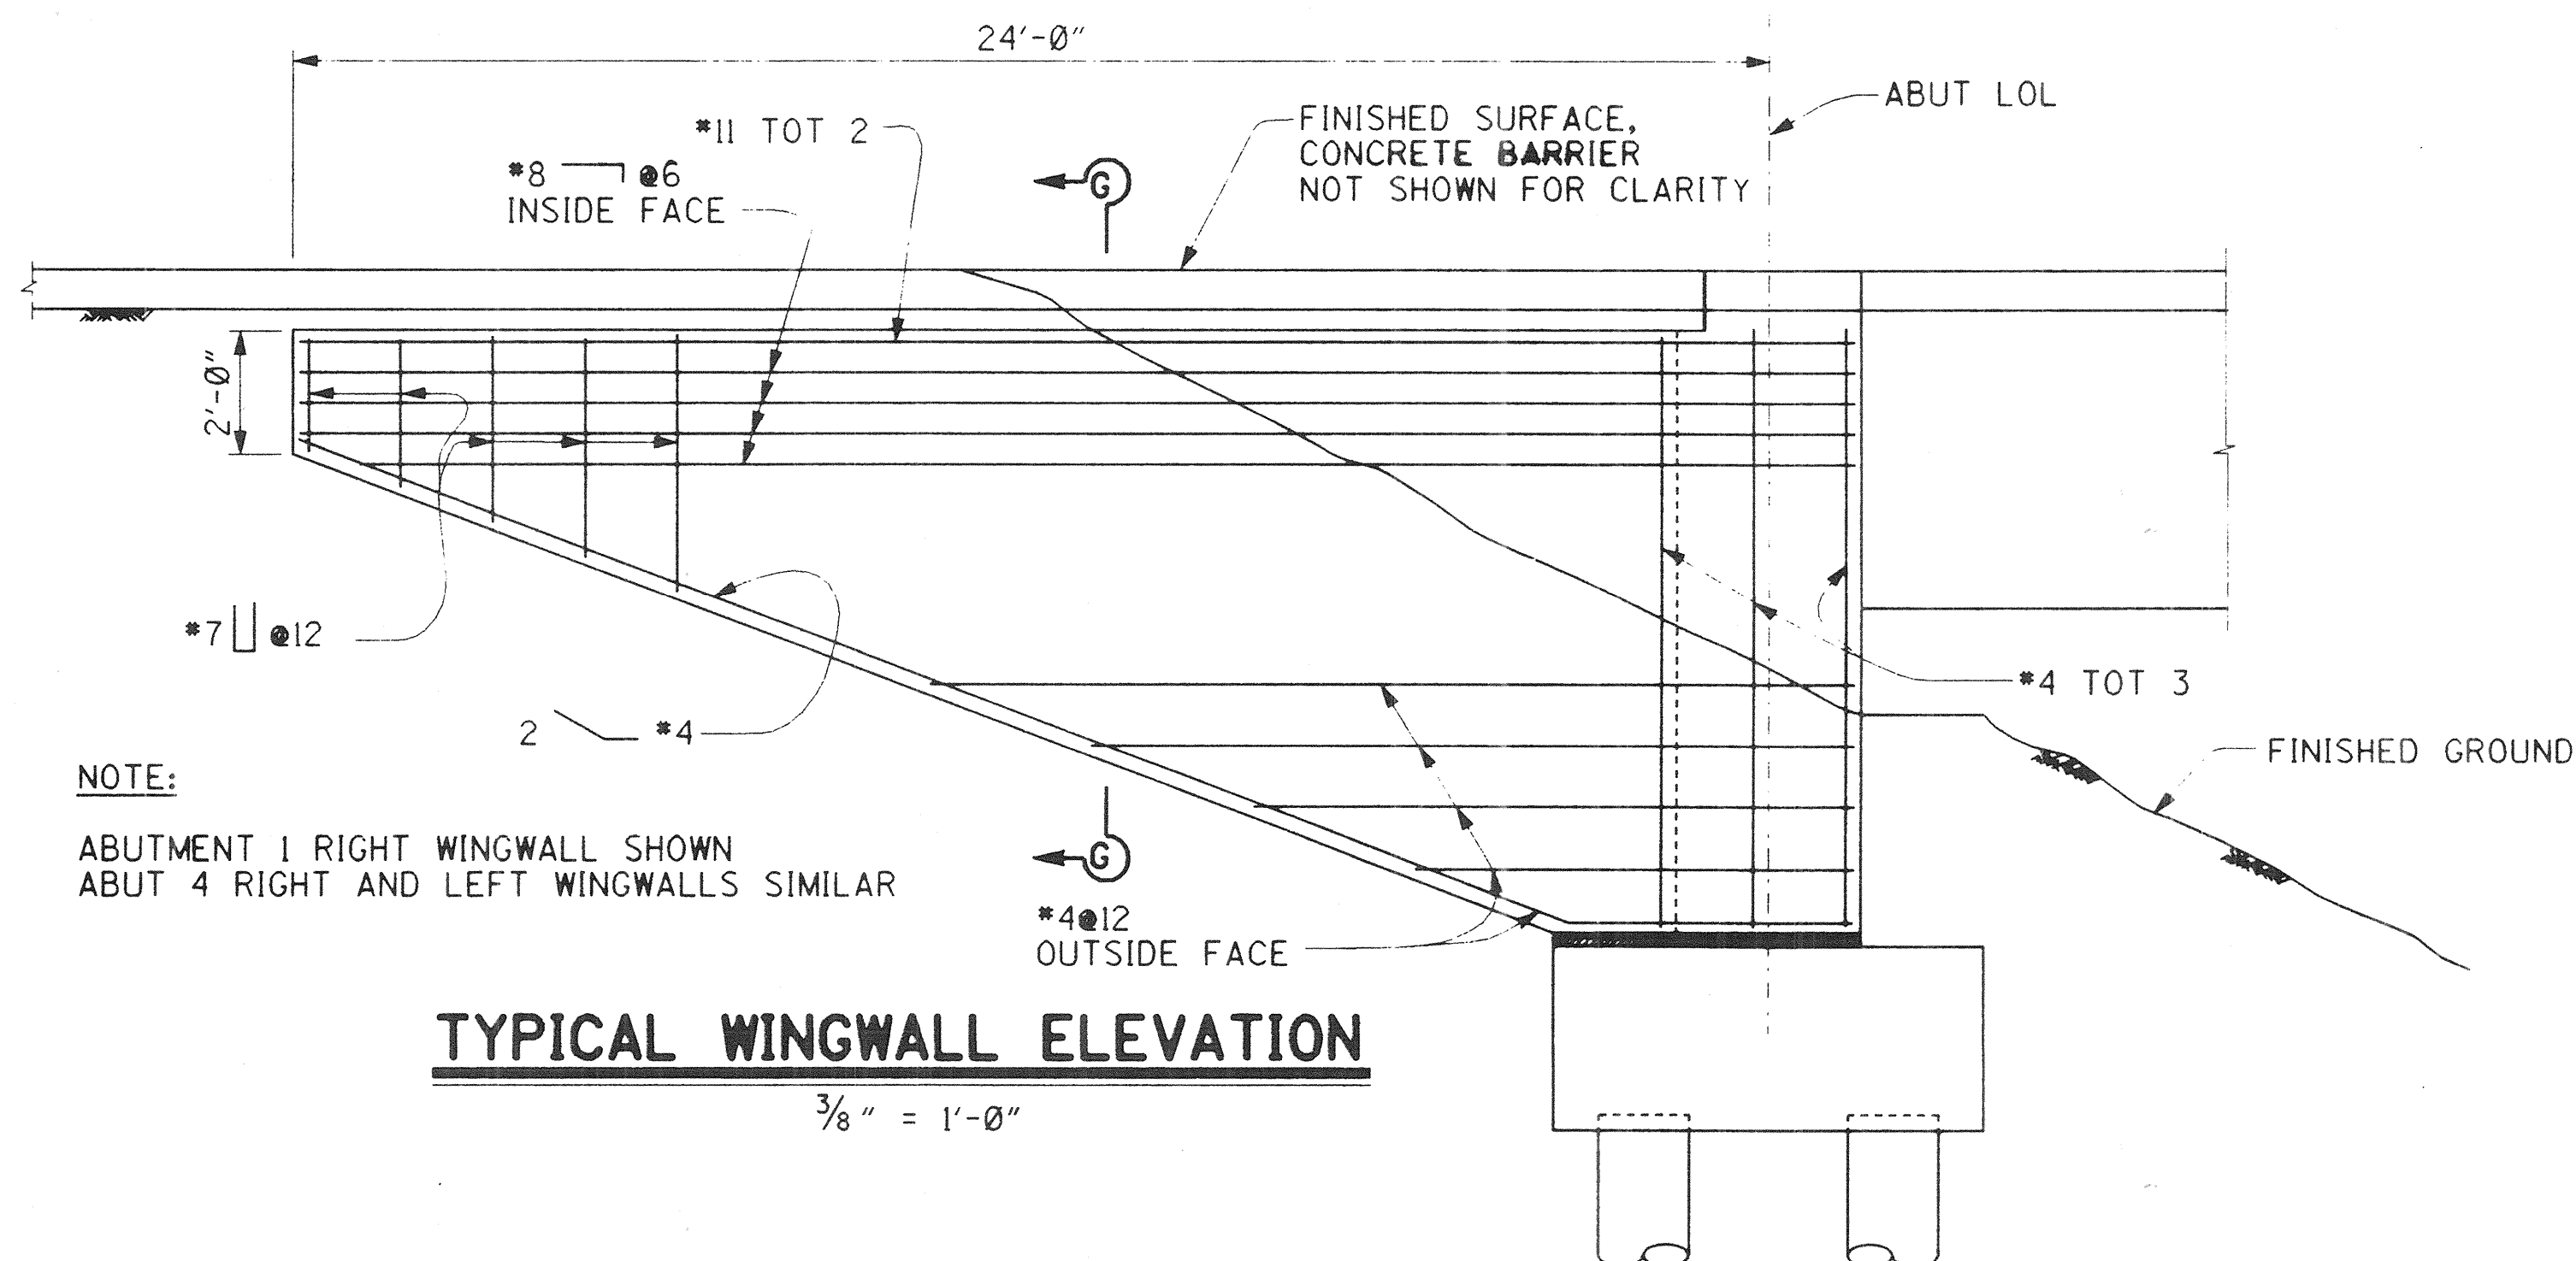 24'-0"
ABUT LOL
#11 TOT 2
FINISHED SURFACE,
CONCRETE BARRIER
NOT SHOWN FOR CLARITY
#8 @6
INSIDE FACE
G
2'-0"
#7 @12
#4 TOT 3
2 #4
FINISHED GROUND
NOTE:
ABUTMENT 1 RIGHT WINGWALL SHOWN
ABUT 4 RIGHT AND LEFT WINGWALLS SIMILAR
G
#4@12
OUTSIDE FACE
TYPICAL WINGWALL ELEVATION
3/8" = 1'-0"